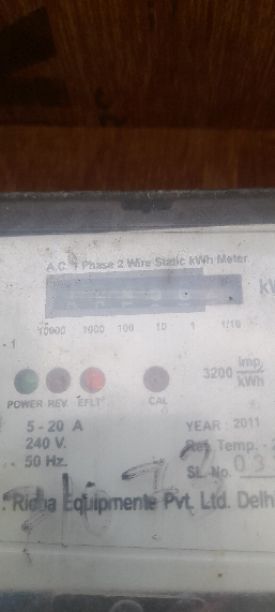 A.C. 1 Phase 2 Wire Static kWh Meter
10000 1000 100 10 1 1/10
3200 imp/kWh
POWER REV. EFLT CAL
5 - 20 A YEAR : 2011
240 V. Ref. Temp.
50 Hz. SL. No. 03
Equipments Pvt. Ltd. Delh